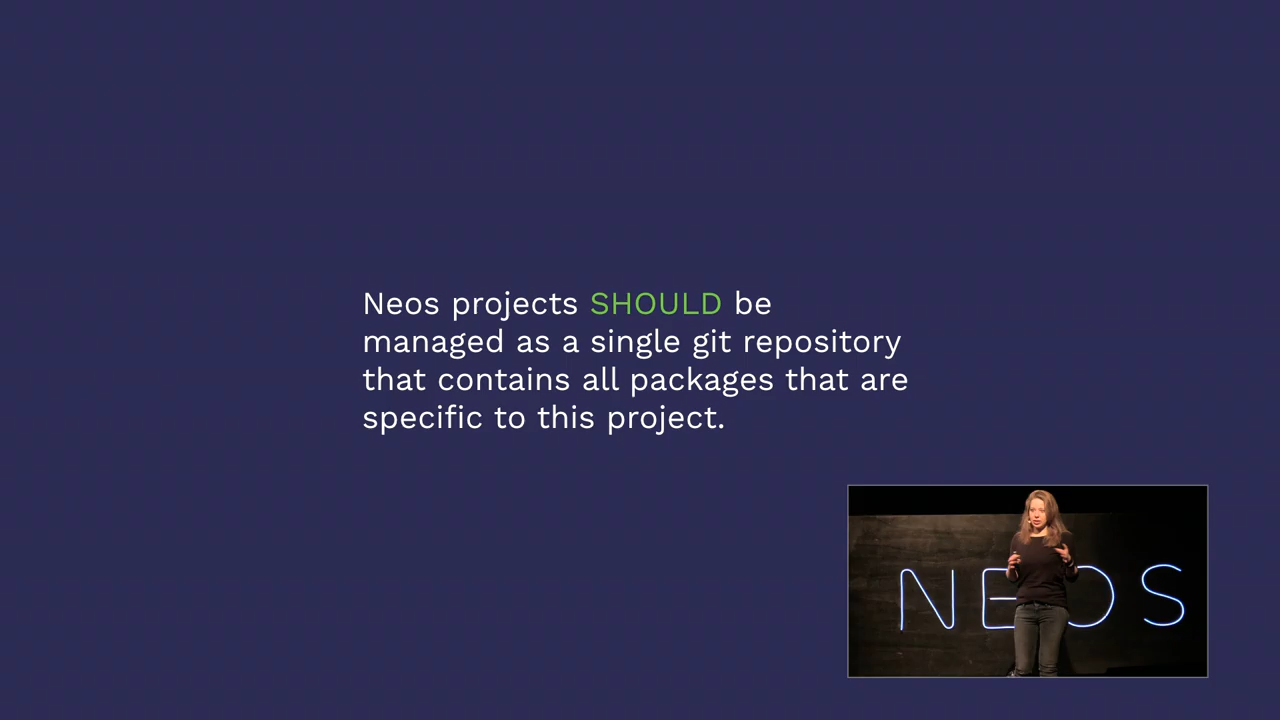 Neos projects SHOULD be
managed as a single git repository
that contains all packages that are
specific to this project.
NEOS